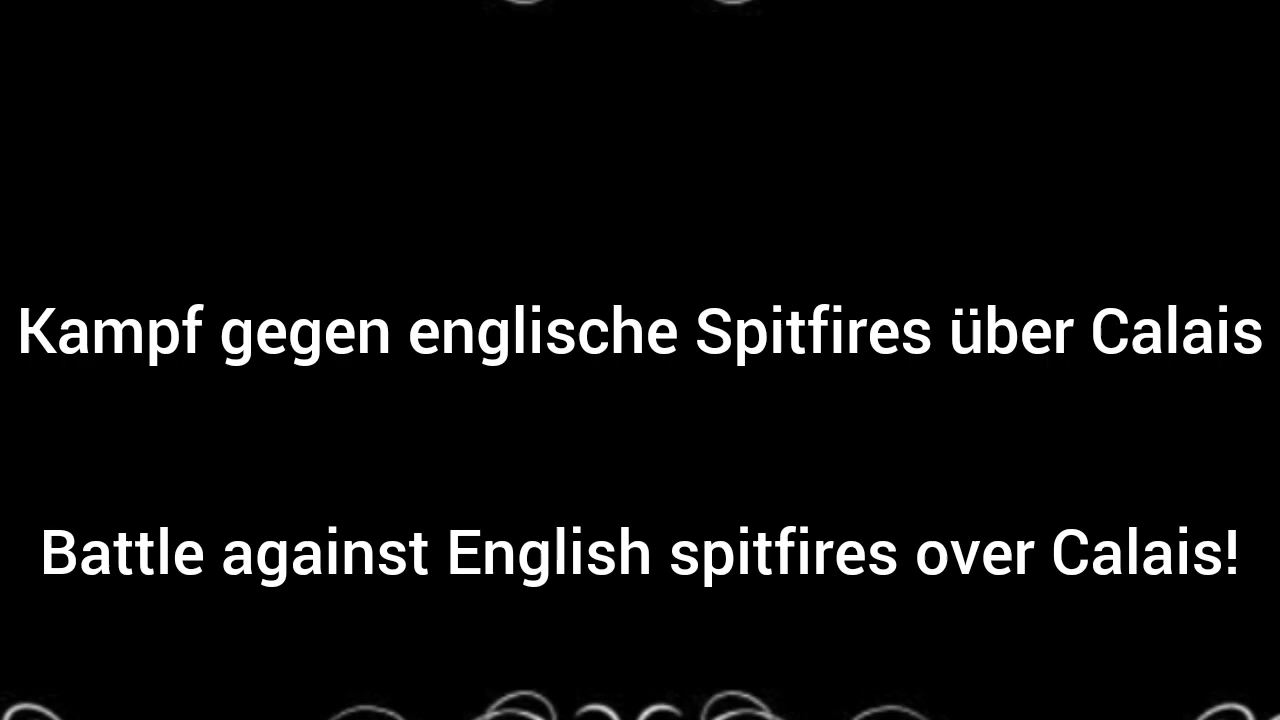 Kampf gegen englische Spitfires über Calais
Battle against English spitfires over Calais!